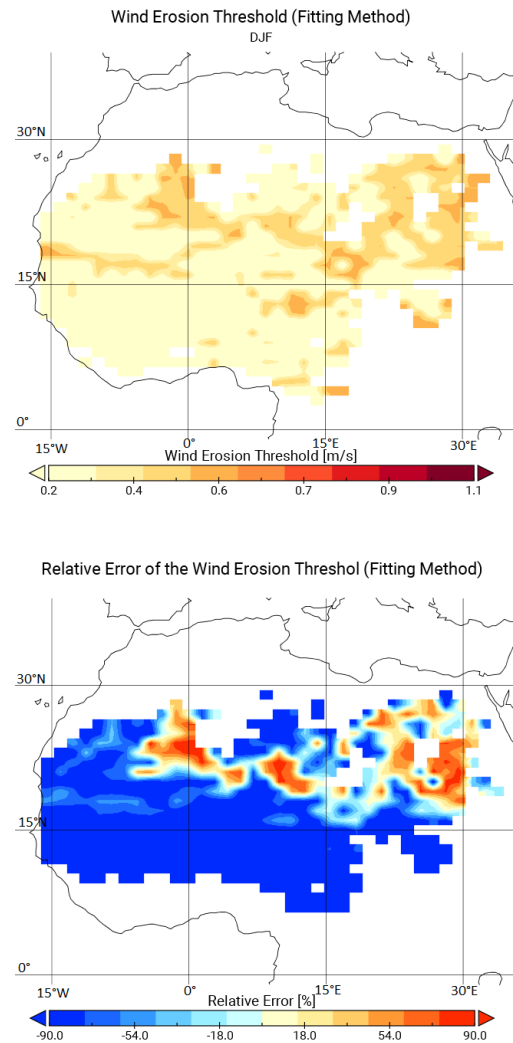 Wind Erosion Threshold (Fitting Method)
DJF
30°N
15°N
0°
15°W 0° 15°E 30°E
Wind Erosion Threshold [m/s]
0.2 0.4 0.6 0.7 0.9 1.1
Relative Error of the Wind Erosion Threshol (Fitting Method)
30°N
15°N
0°
15°W 0° 15°E 30°E
Relative Error [%]
-90.0 -54.0 -18.0 18.0 54.0 90.0